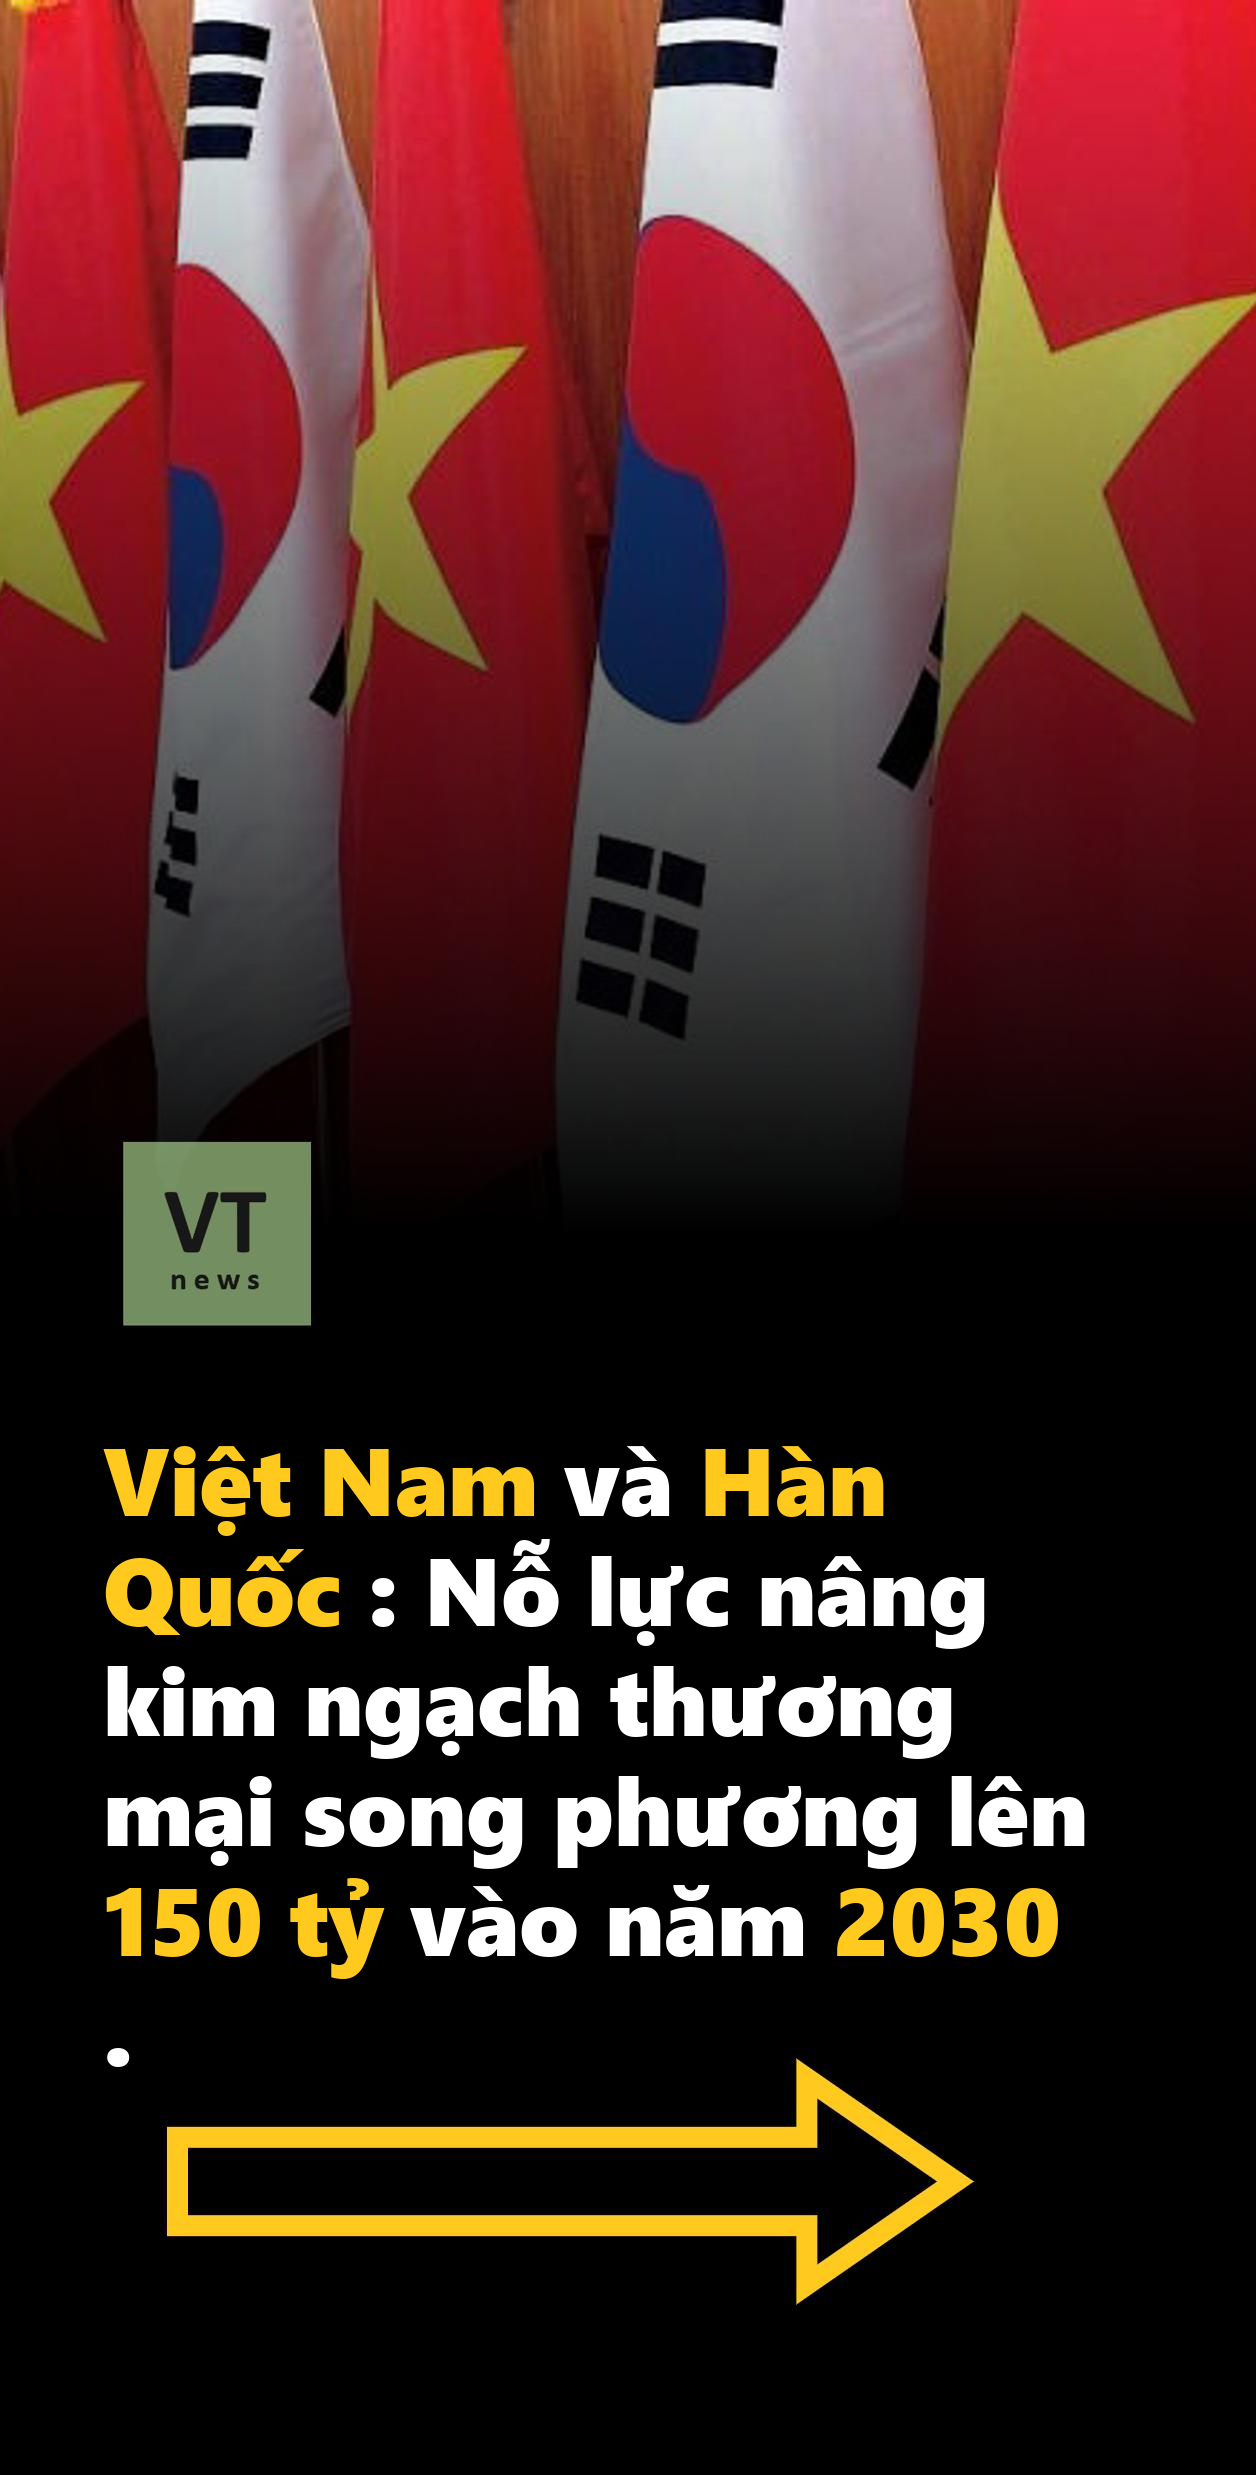 VT
news
Việt Nam và Hàn
Quốc : Nỗ lực nâng
kim ngạch thương
mại song phương lên
150 tỷ vào năm 2030
.